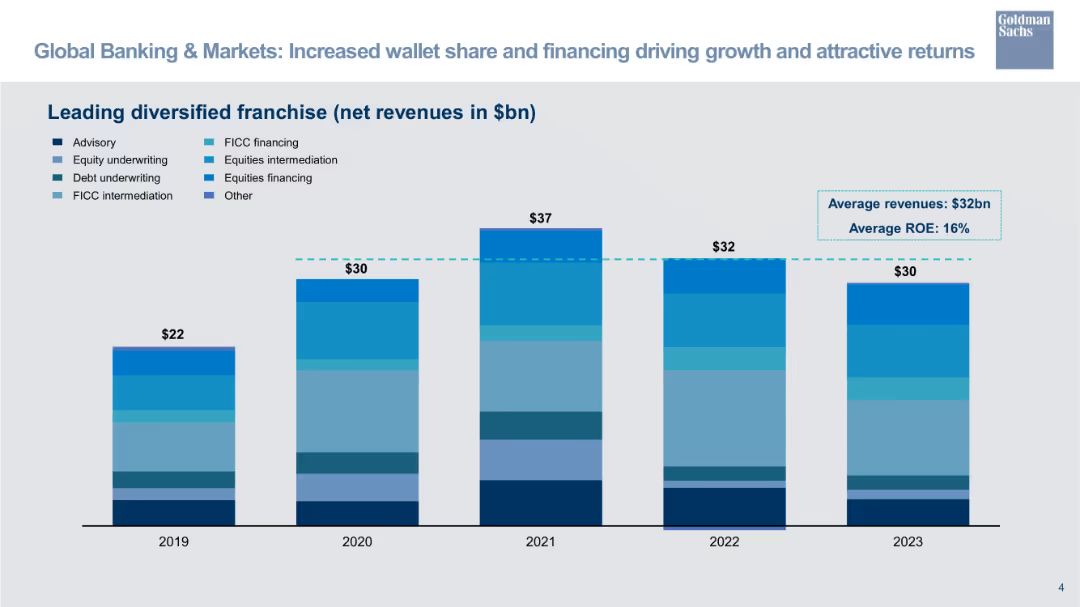 Goldman
Sachs
Global Banking & Markets: Increased wallet share and financing driving growth and attractive returns
Leading diversified franchise (net revenues in $bn)
Advisory
Equity underwriting
Debt underwriting
FICC intermediation
FICC financing
Equities intermediation
Equities financing
Other
Average revenues: $32bn
Average ROE: 16%
$22
$30
$37
$32
$30
2019
2020
2021
2022
2023
4